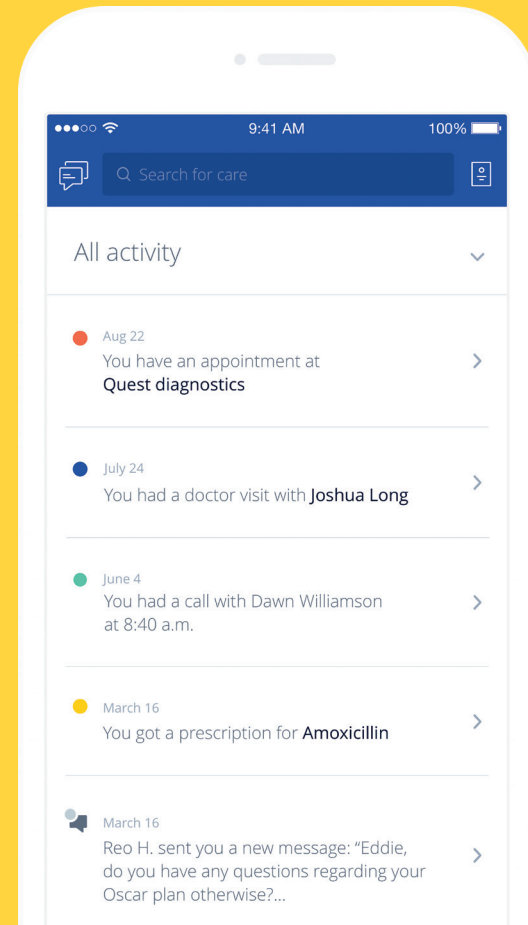 9:41 AM
100%
Search for care
All activity
Aug 22
You have an appointment at
Quest diagnostics
July 24
You had a doctor visit with Joshua Long
June 4
You had a call with Dawn Williamson
at 8:40 a.m.
March 16
You got a prescription for Amoxicillin
March 16
Reo H. sent you a new message: “Eddie,
do you have any questions regarding your
Oscar plan otherwise?...